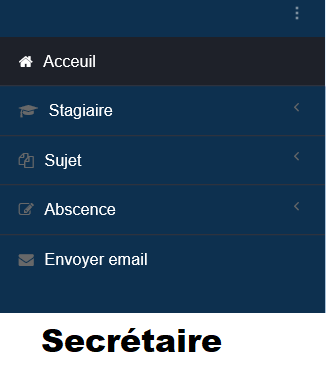 Acceuil
Stagiaire
Sujet
Abscence
Envoyer email
Secrétaire